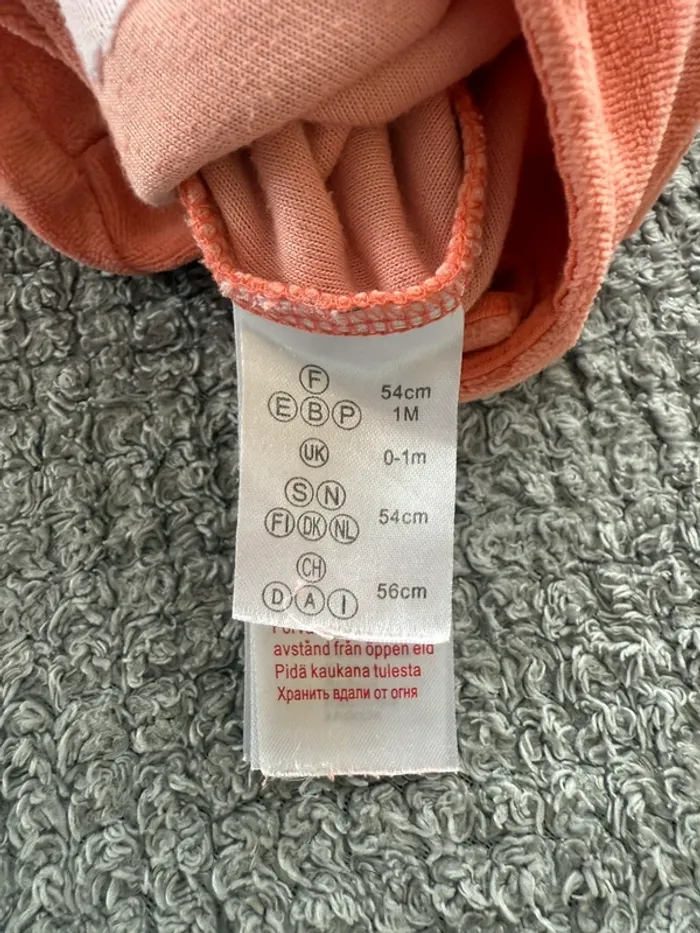 F 54cm
E B P 1M
UK 0-1m
S N
FI DK NL 54cm
CH
D A I 56cm
avstånd från öppen eld
Pidä kaukana tulesta
Хранить вдали от огня